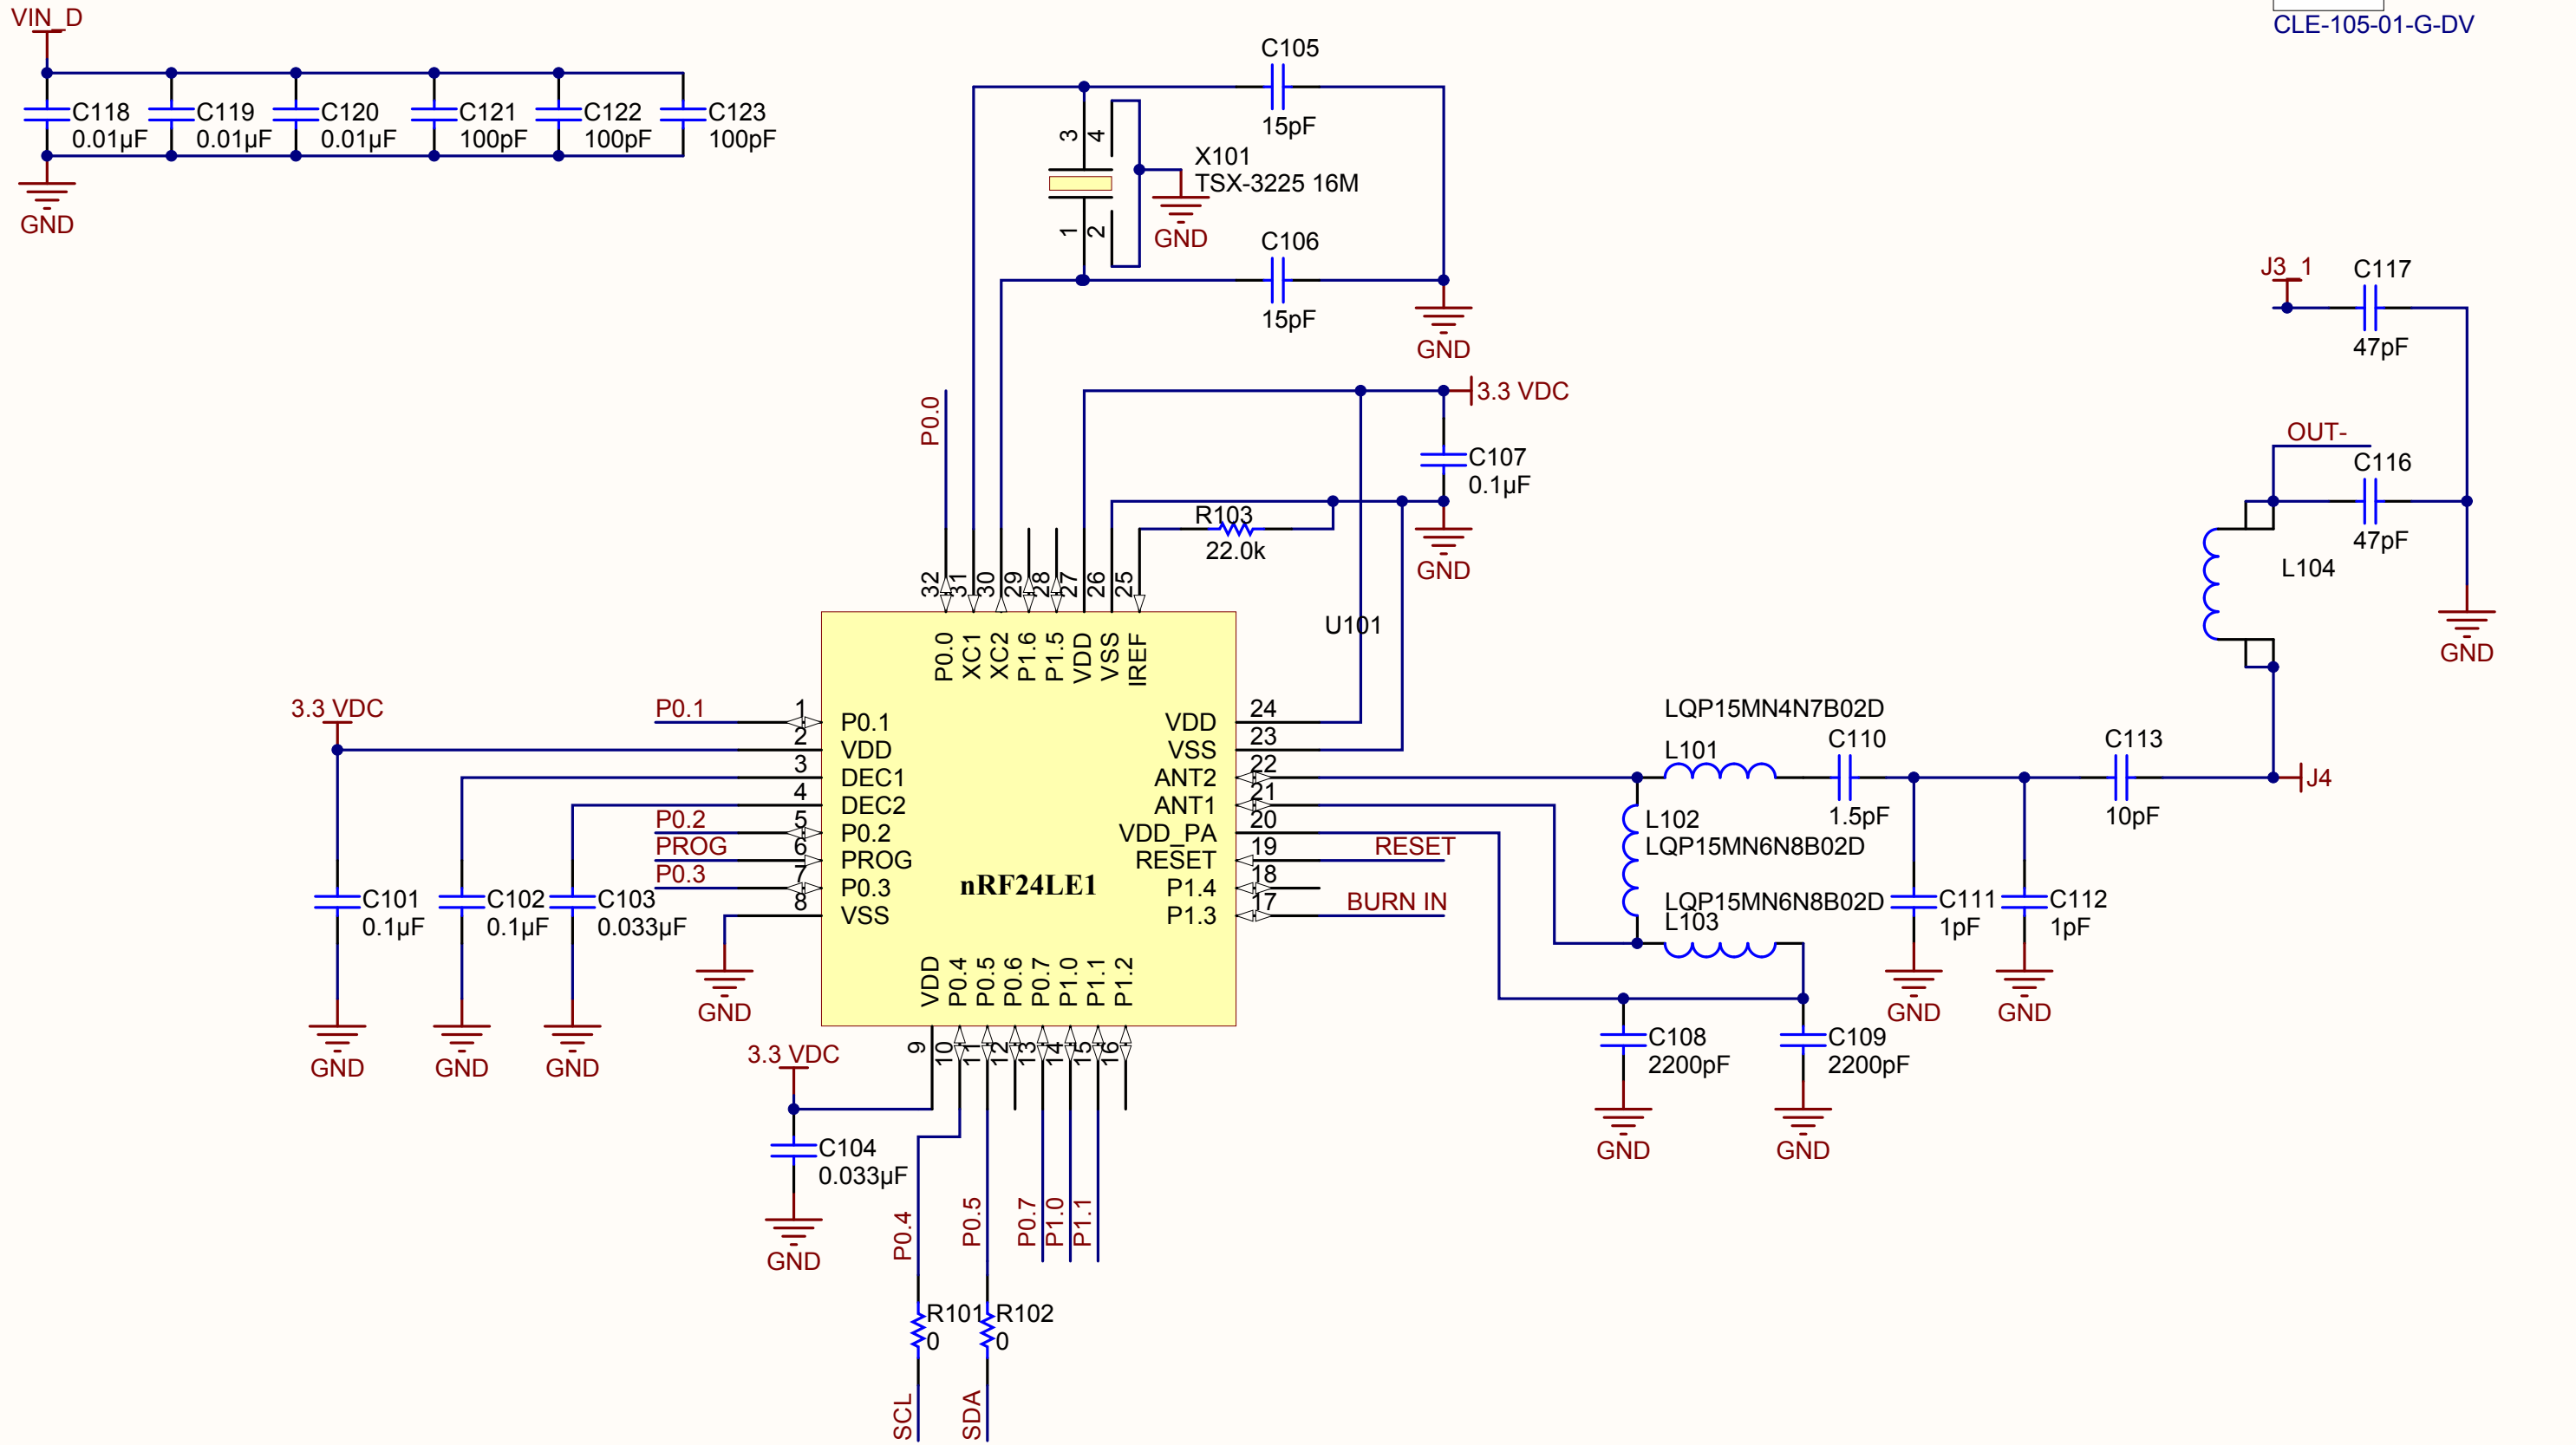 VIN_D
C118
0.01µF
C119
0.01µF
C120
0.01µF
C121
100pF
C122
100pF
C123
100pF
GND
CLE-105-01-G-DV
C105
15pF
3
4
X101
TSX-3225 16M
GND
1
2
C106
15pF
GND
J3_1
C117
47pF
OUT-
C116
47pF
L104
GND
P0.0
3.3 VDC
C107
0.1µF
R103
22.0k
GND
32
31
30
29
28
27
26
25
U101
P0.0
XC1
XC2
P1.6
P1.5
VDD
VSS
IREF
3.3 VDC
P0.1
1
P0.1
2
VDD
3
DEC1
4
DEC2
P0.2
5
P0.2
PROG
6
PROG
P0.3
7
P0.3
8
VSS
nRF24LE1
VDD
24
VSS
23
ANT2
22
ANT1
21
VDD_PA
20
RESET
19
RESET
P1.4
18
P1.3
17
BURN IN
C101
0.1µF
C102
0.1µF
C103
0.033µF
GND
GND
GND
GND
VDD
P0.4
P0.5
P0.6
P0.7
P1.0
P1.1
P1.2
9
10
11
12
13
14
15
16
3.3 VDC
C104
0.033µF
GND
P0.4
P0.5
P0.7
P1.0
P1.1
R101
0
R102
0
SCL
SDA
LQP15MN4N7B02D
L101
C110
1.5pF
C113
10pF
J4
L102
LQP15MN6N8B02D
LQP15MN6N8B02D
L103
C111
1pF
C112
1pF
GND
GND
C108
2200pF
C109
2200pF
GND
GND